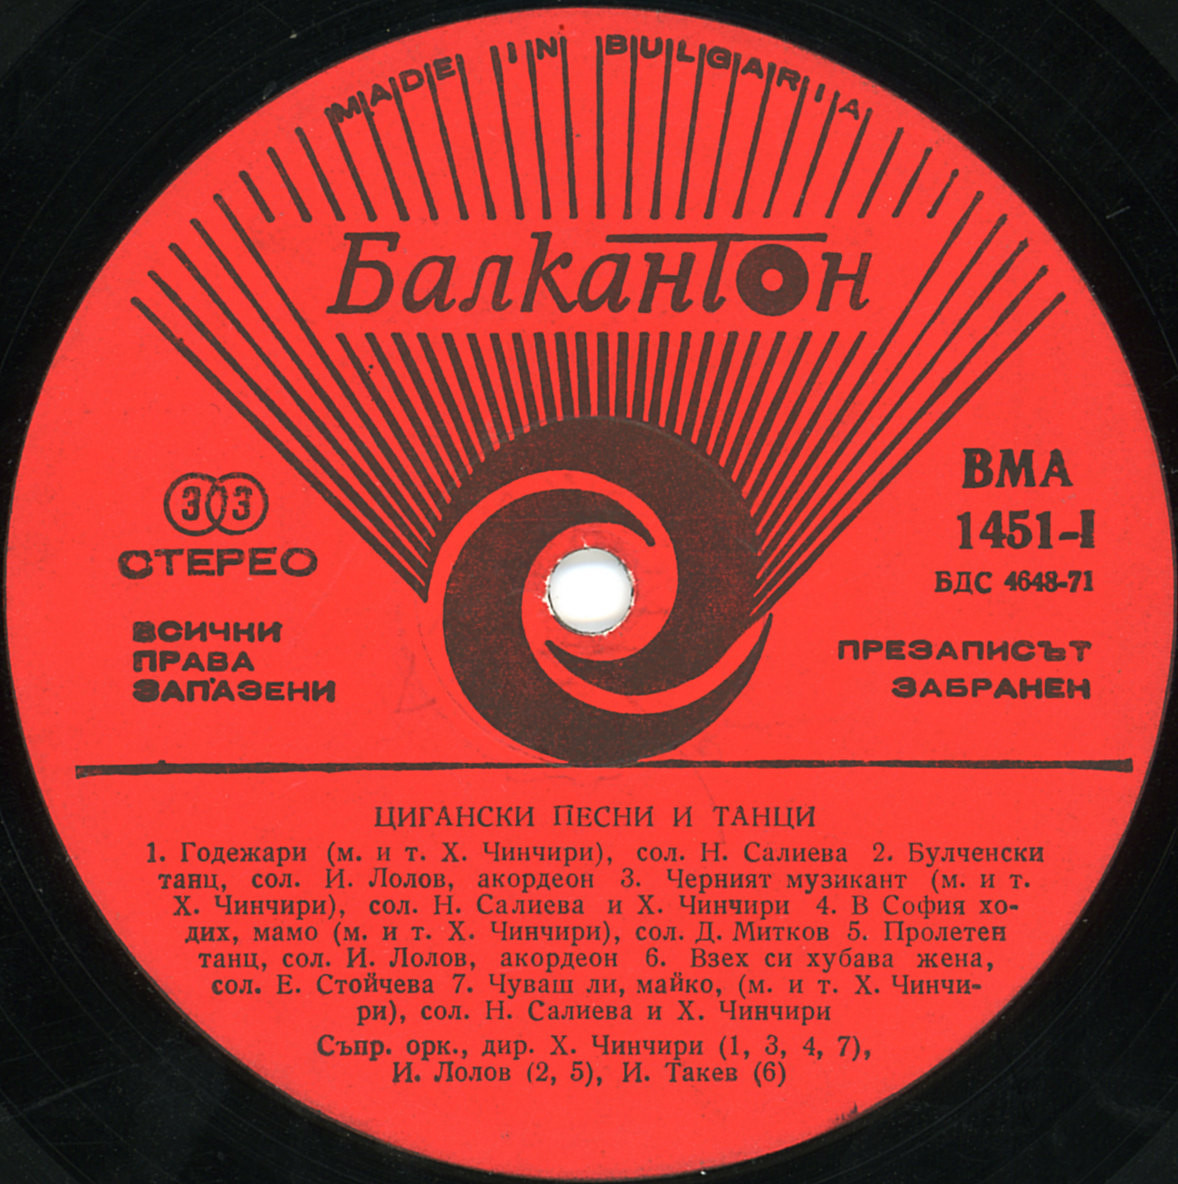 MADE IN BULGARIA
Балкантон
33
СТЕРЕО
ВСИЧКИ
ПРАВА
ЗАПАЗЕНИ
ВМА
1451-I
БДС 4648-71
ПРЕЗАПИСЪТ
ЗАБРАНЕН
ЦИГАНСКИ ПЕСНИ И ТАНЦИ
1. Годежари (м. и т. Х. Чинчири), сол. Н. Салиева 2. Булченски
танц, сол. И. Лолов, акордеон 3. Черният музикант (м. и т.
Х. Чинчири), сол. Н. Салиева и Х. Чинчири 4. В София хо-
дих, мамо (м. и т. Х. Чинчири), сол. Д. Митков 5. Пролетен
танц, сол. И. Лолов, акордеон 6. Взех си хубава жена,
сол. Е. Стойчева 7. Чуваш ли, майко, (м. и т. Х. Чинчи-
ри), сол. Н. Салиева и Х. Чинчири
Съпр. орк., дир. Х. Чинчири (1, 3, 4, 7),
И. Лолов (2, 5), И. Такев (6)